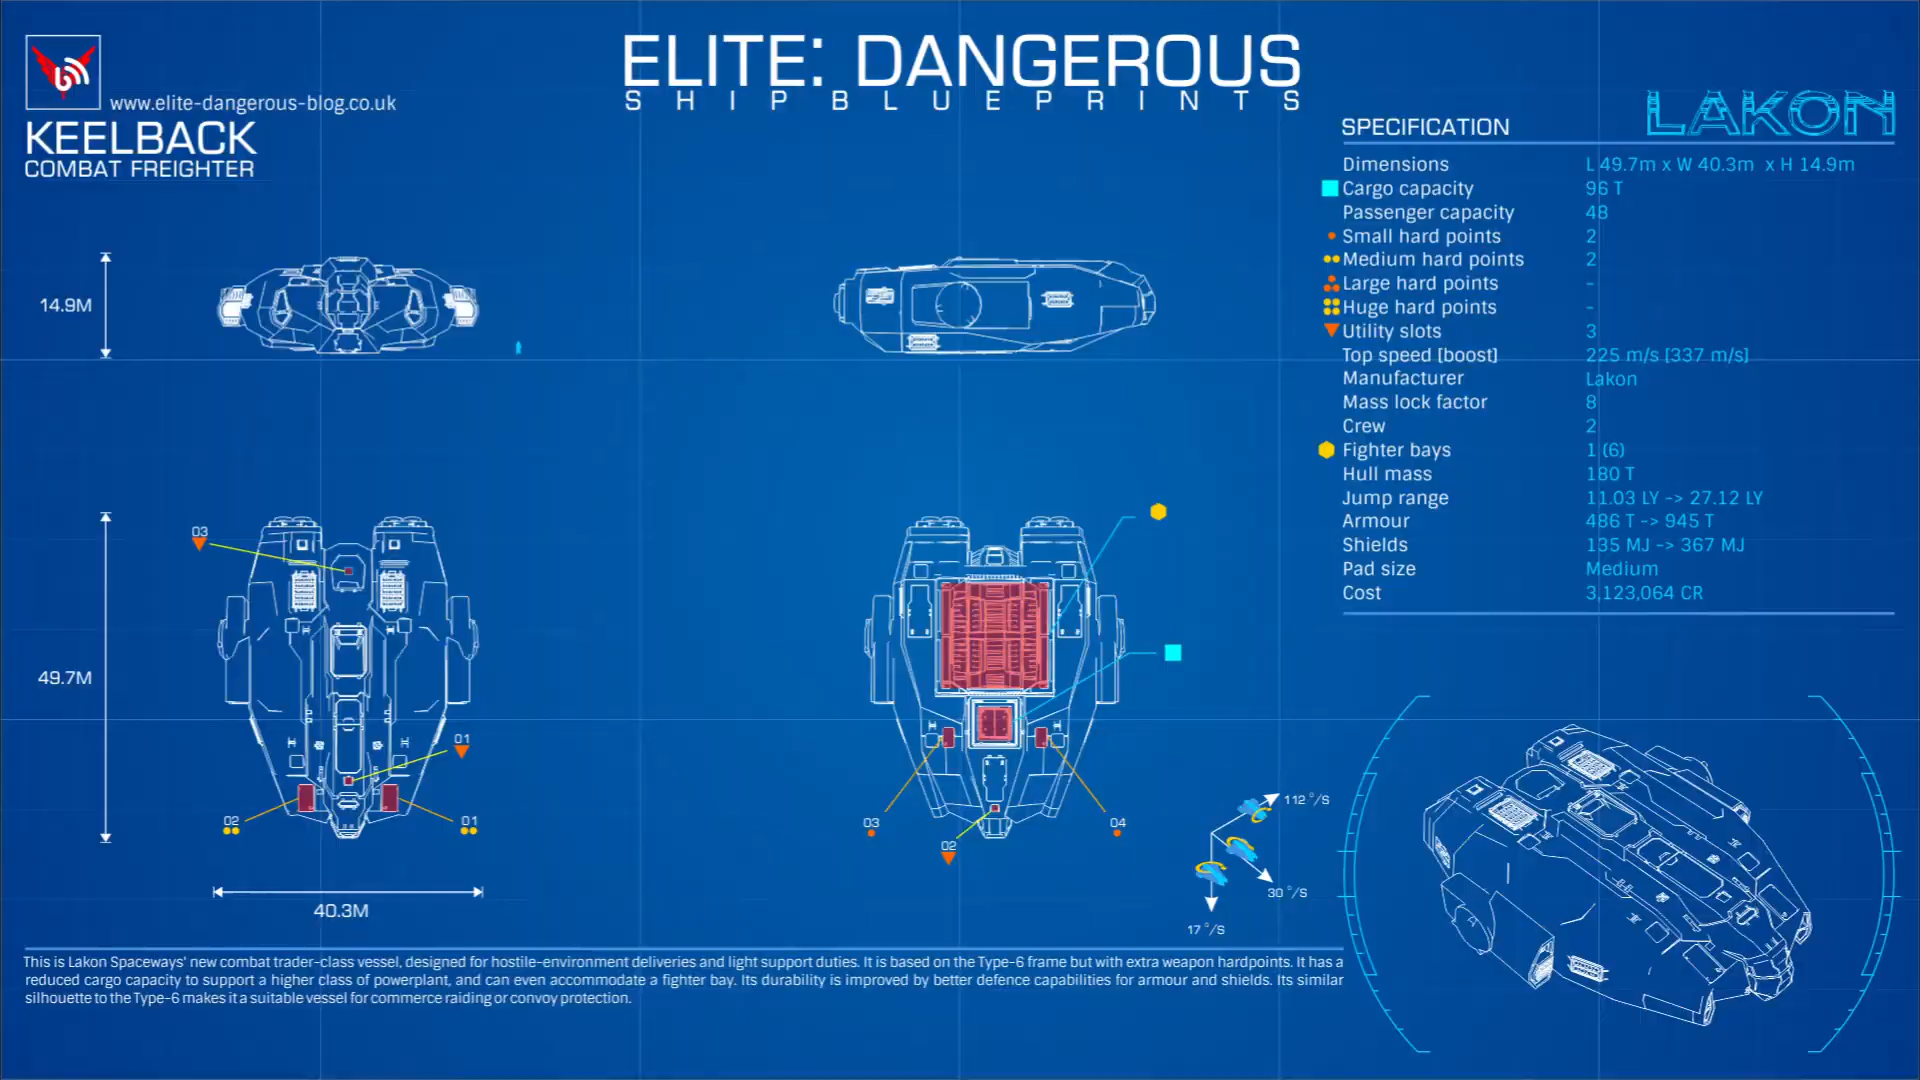 ELITE: DANGEROUS
SHIP BLUEPRINTS
www.elite-dangerous-blog.co.uk
KEELBACK
COMBAT FREIGHTER
LAKON
SPECIFICATION
Dimensions L 49.7m x W 40.3m x H 14.9m
Cargo capacity 96 T
Passenger capacity 48
Small hard points 2
Medium hard points 2
Large hard points -
Huge hard points -
Utility slots 3
Top speed [boost] 225 m/s [337 m/s]
Manufacturer Lakon
Mass lock factor 8
Crew 2
Fighter bays 1 (6)
Hull mass 180 T
Jump range 11.03 LY -> 27.12 LY
Armour 486 T -> 945 T
Shields 135 MJ -> 367 MJ
Pad size Medium
Cost 3,123,064 CR
14.9M
03
49.7M
01
02
01
40.3M
03
02
04
112 °/S
30 °/S
17 °/S
This is Lakon Spaceways' new combat trader-class vessel, designed for hostile-environment deliveries and light support duties. It is based on the Type-6 frame but with extra weapon hardpoints. It has a
reduced cargo capacity to support a higher class of powerplant, and can even accommodate a fighter bay. Its durability is improved by better defence capabilities for armour and shields. Its similar
silhouette to the Type-6 makes it a suitable vessel for commerce raiding or convoy protection.